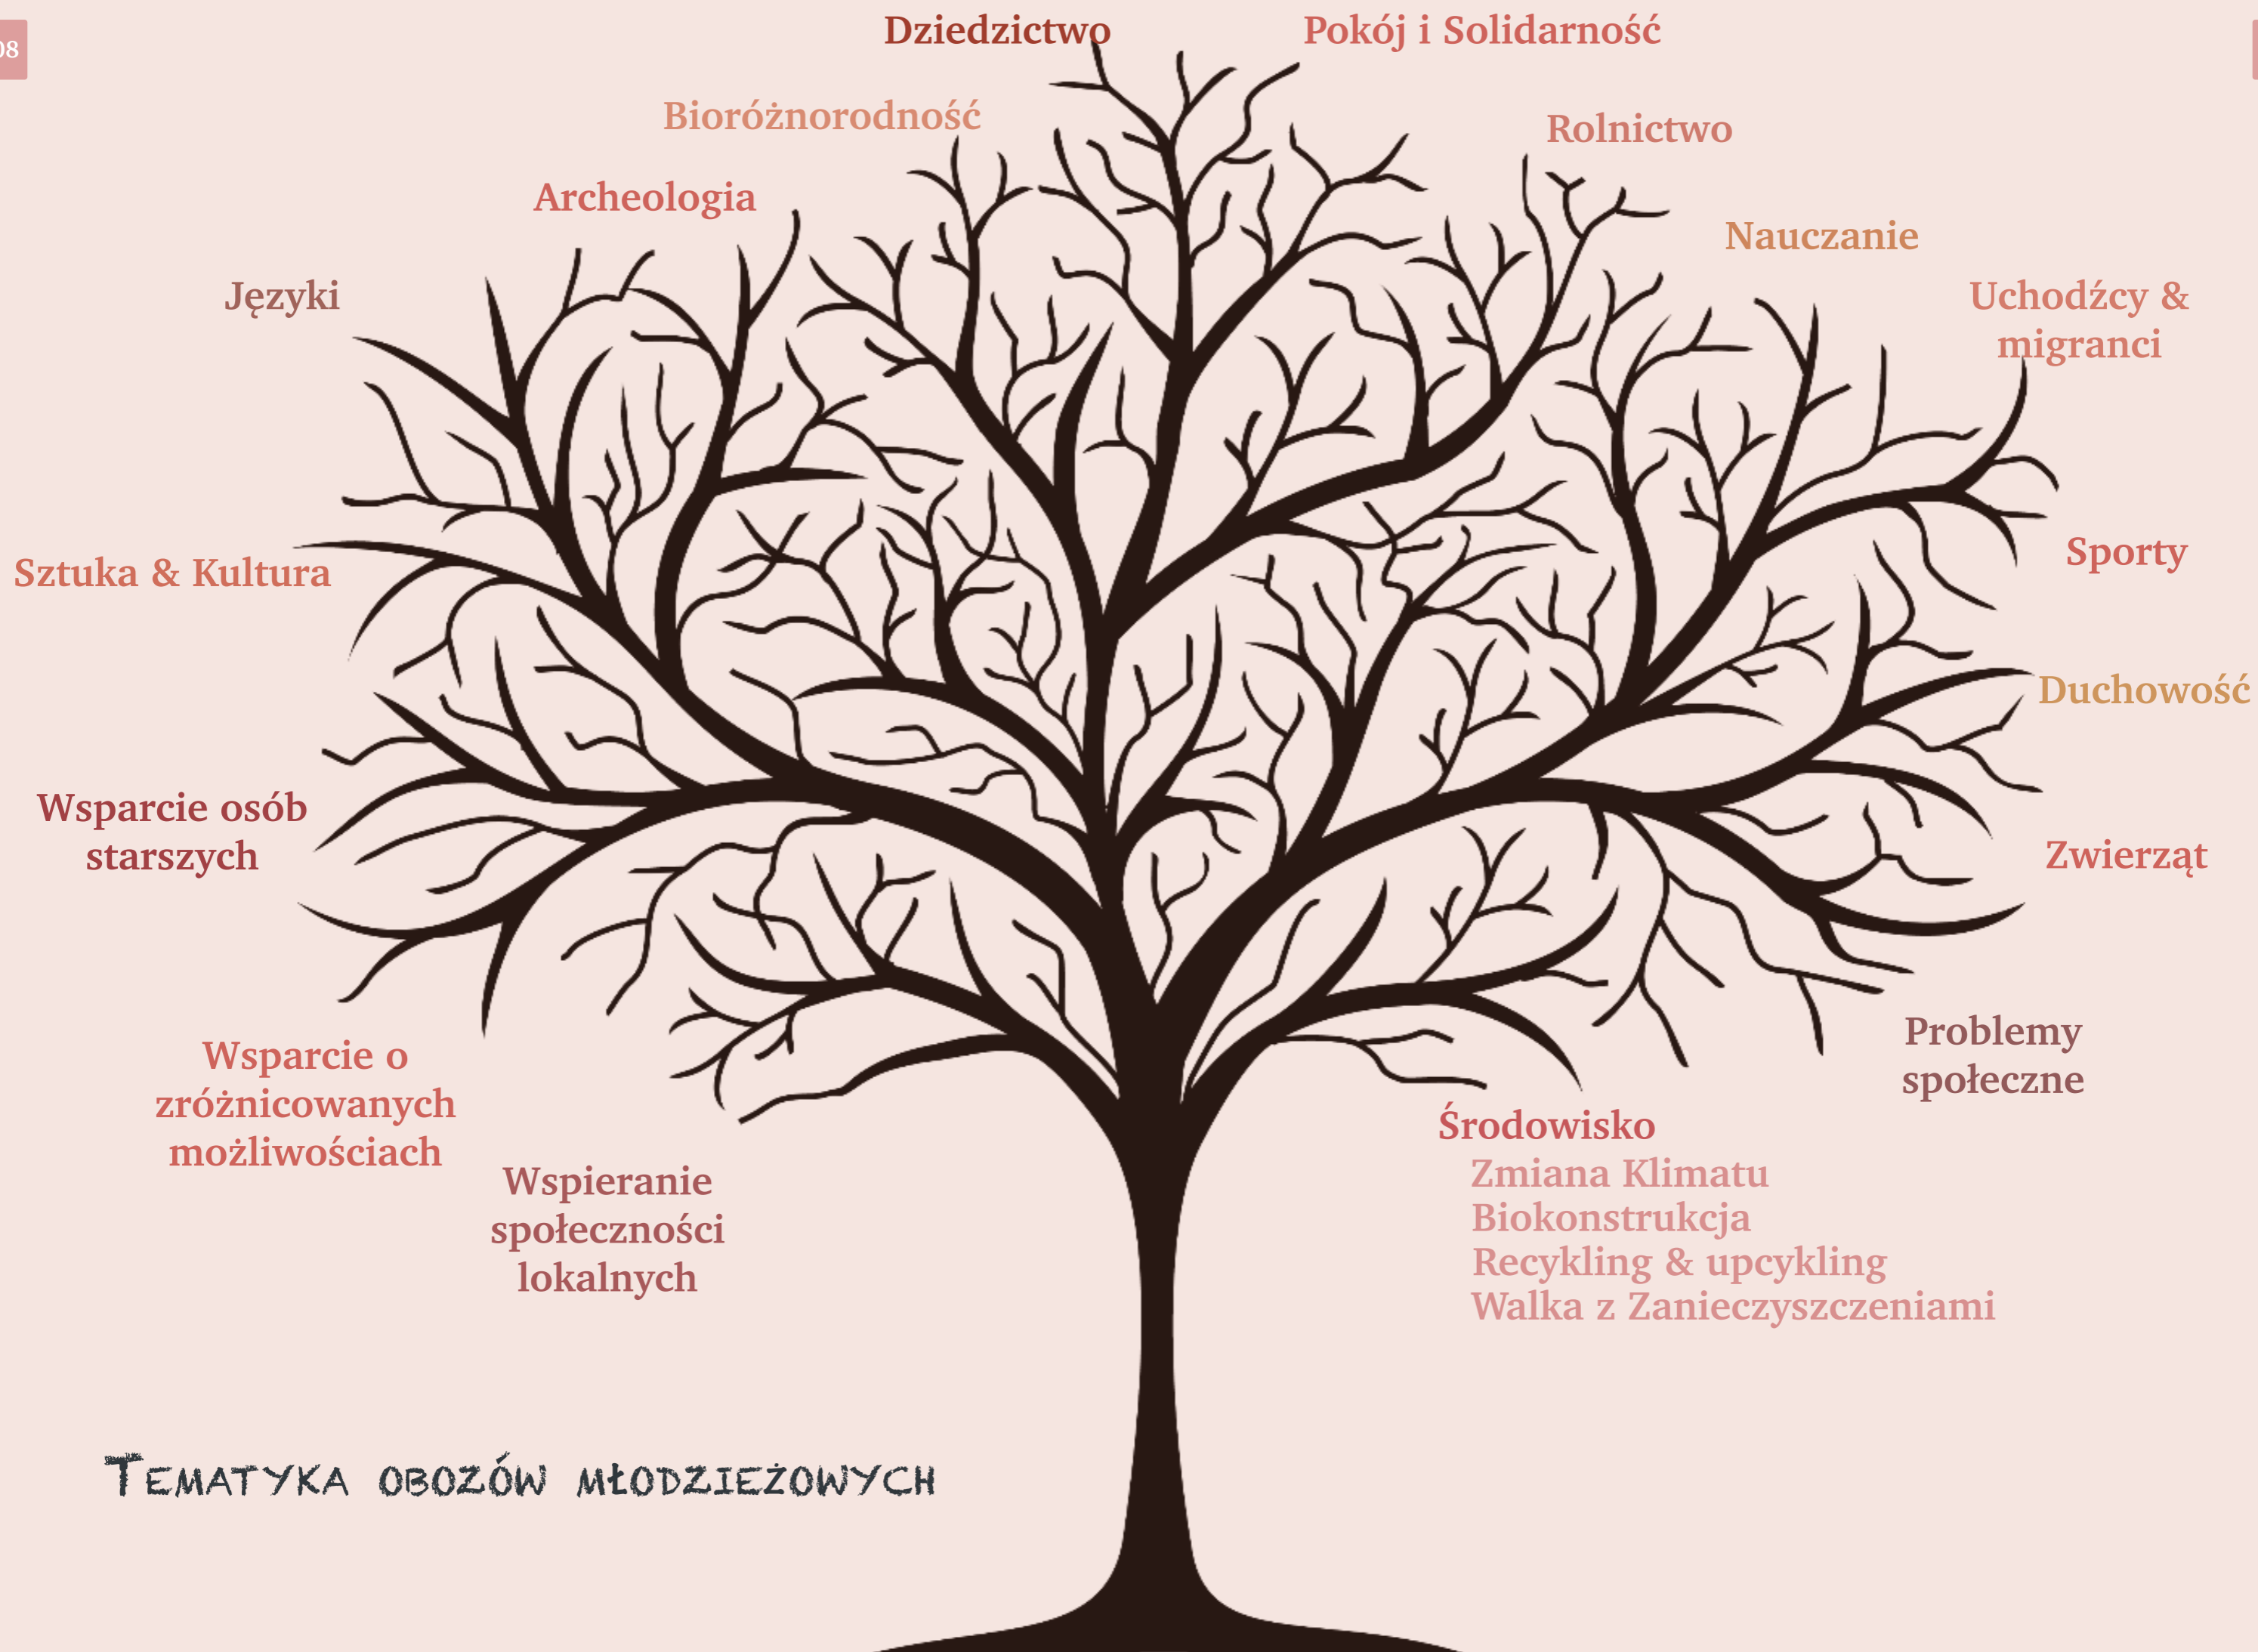 08
Dziedzictwo
Pokój i Solidarność
Bioróżnorodność
Rolnictwo
Archeologia
Nauczanie
Języki
Uchodźcy &
migranci
Sztuka & Kultura
Sporty
Duchowość
Wsparcie osób
starszych
Zwierząt
Wsparcie o
zróżnicowanych
możliwościach
Problemy
społeczne
Wspieranie
społeczności
lokalnych
Środowisko
Zmiana Klimatu
Biokonstrukcja
Recykling & upcykling
Walka z Zanieczyszczeniami
Tematyka obozów młodzieżowych